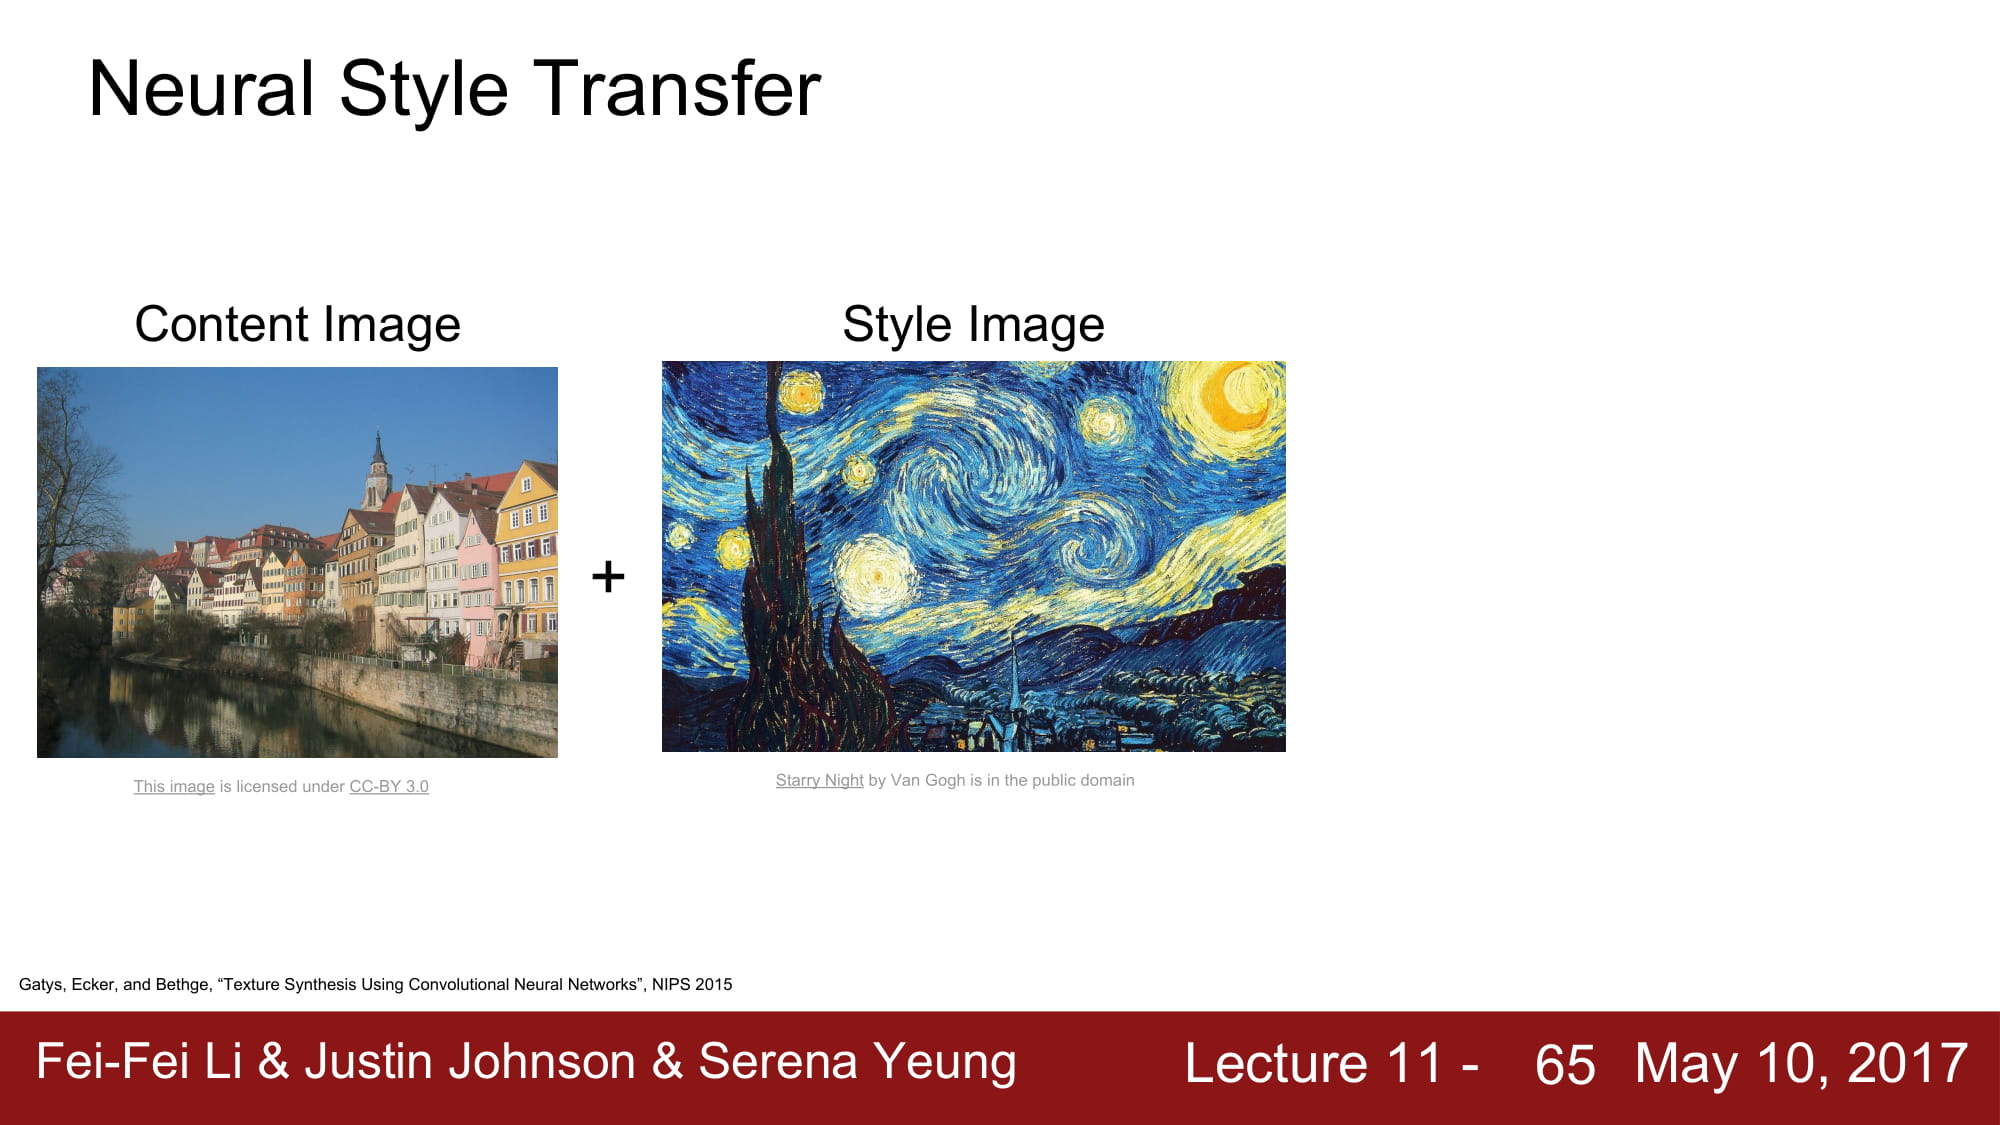 Neural Style Transfer
Content Image
Style Image
+
This image is licensed under CC-BY 3.0
Starry Night by Van Gogh is in the public domain
Gatys, Ecker, and Bethge, “Texture Synthesis Using Convolutional Neural Networks”, NIPS 2015
Fei-Fei Li & Justin Johnson & Serena Yeung
Lecture 11 - 65 May 10, 2017